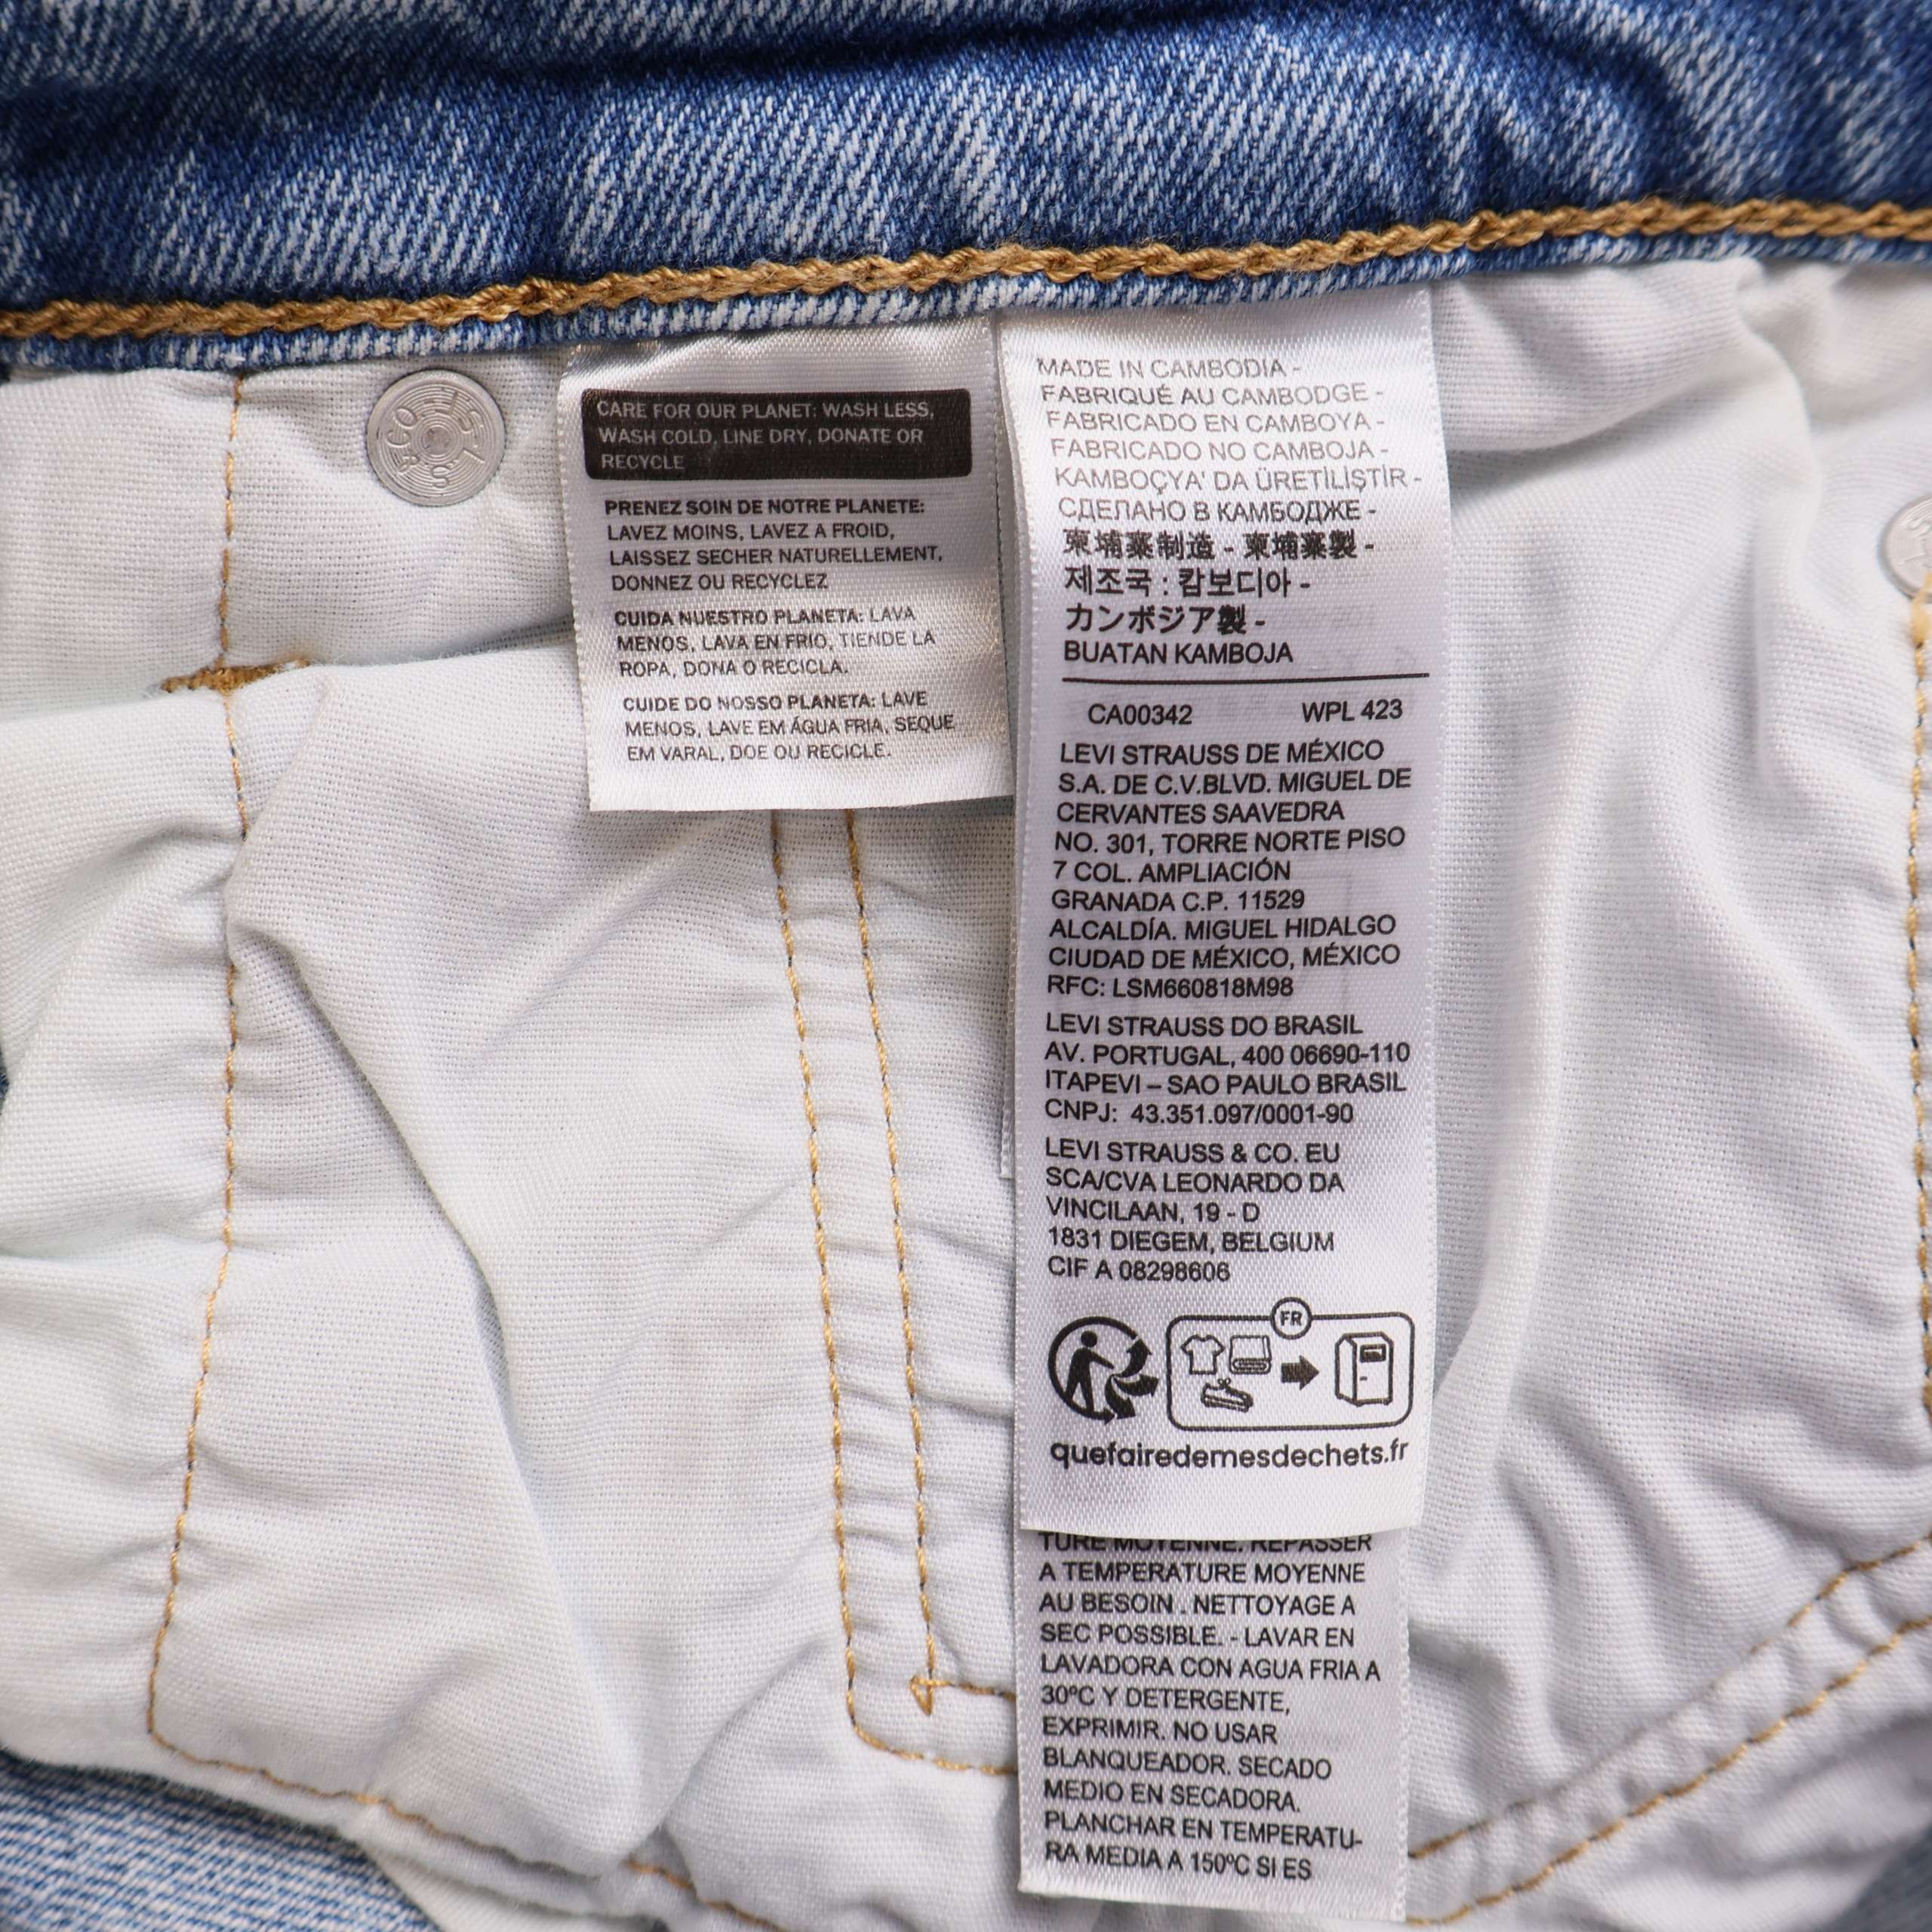 CARE FOR OUR PLANET: WASH LESS,
WASH COLD, LINE DRY, DONATE OR
RECYCLE
PRENEZ SOIN DE NOTRE PLANETE:
LAVEZ MOINS, LAVEZ A FROID,
LAISSEZ SECHER NATURELLEMENT,
DONNEZ OU RECYCLEZ
CUIDA NUESTRO PLANETA: LAVA
MENOS, LAVA EN FRIO, TIENDE LA
ROPA, DONA O RECICLA.
CUIDE DO NOSSO PLANETA: LAVE
MENOS, LAVE EM ÁGUA FRIA, SEQUE
EM VARAL, DOE OU RECICLE.
MADE IN CAMBODIA -
FABRIQUÉ AU CAMBODGE -
FABRICADO EN CAMBOYA -
FABRICADO NO CAMBOJA -
KAMBOÇYA' DA ÜRETİLİŞTİR -
СДЕЛАНО В КАМБОДЖЕ -
柬埔寨制造 - 柬埔寨製 -
제조국 : 캄보디아 -
カンボジア製 -
BUATAN KAMBOJA
CA00342 WPL 423
LEVI STRAUSS DE MÉXICO
S.A. DE C.V.BLVD. MIGUEL DE
CERVANTES SAAVEDRA
NO. 301, TORRE NORTE PISO
7 COL. AMPLIACIÓN
GRANADA C.P. 11529
ALCALDÍA. MIGUEL HIDALGO
CIUDAD DE MÉXICO, MÉXICO
RFC: LSM660818M98
LEVI STRAUSS DO BRASIL
AV. PORTUGAL, 400 06690-110
ITAPEVI – SAO PAULO BRASIL
CNPJ: 43.351.097/0001-90
LEVI STRAUSS & CO. EU
SCA/CVA LEONARDO DA
VINCILAAN, 19 - D
1831 DIEGEM, BELGIUM
CIF A 08298606
FR
quefairedemesdechets.fr
TURE MOYENNE. REPASSER
A TEMPERATURE MOYENNE
AU BESOIN . NETTOYAGE A
SEC POSSIBLE. - LAVAR EN
LAVADORA CON AGUA FRIA A
30ºC Y DETERGENTE,
EXPRIMIR. NO USAR
BLANQUEADOR. SECADO
MEDIO EN SECADORA.
PLANCHAR EN TEMPERATU-
RA MEDIA A 150ºC SI ES